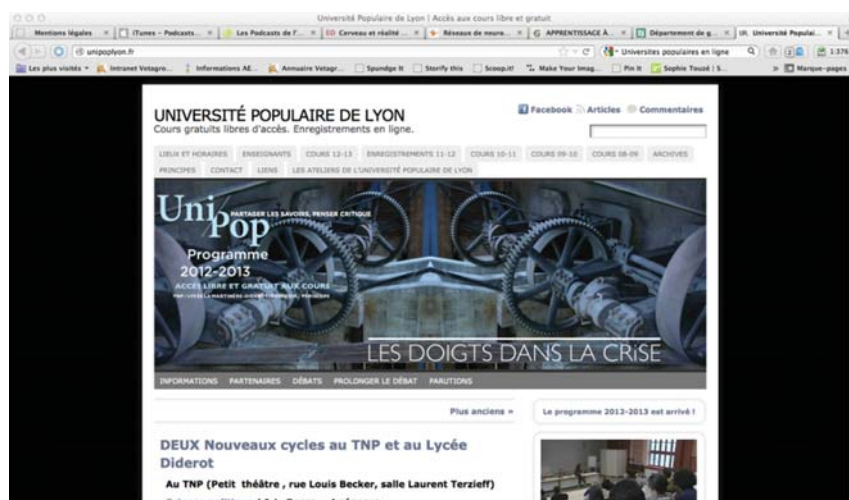 Université Populaire de Lyon | Accès aux cours libre et gratuit
Mentions légales
iTunes - Podcasts...
Les Podcasts de l'...
Cerveau et réalité ...
Réseaux de neuro...
APPRENTISSAGE À...
Département de g...
Université Populai...
unipoplyon.fr
Universites populaires en ligne
Les plus visités
Intranet Vetagro...
Informations AE...
Annuaire Vetagr...
Spundge It
Storify this
Scoop.it!
Make Your Imag...
Pin It
Sophie Touzé | S...
Marque-pages
UNIVERSITÉ POPULAIRE DE LYON
Cours gratuits libres d'accès. Enregistrements en ligne.
Facebook Articles Commentaires
LIEUX ET HORAIRES ENSEIGNANTS COURS 12-13 ENREGISTREMENTS 11-12 COURS 10-11 COURS 09-10 COURS 08-09 ARCHIVES
PRINCIPES CONTACT LIENS LES ATELIERS DE L'UNIVERSITÉ POPULAIRE DE LYON
UniPop
PARTAGER LES SAVOIRS, PENSER CRITIQUE
Programme
2012-2013
ACCÈS LIBRE ET GRATUIT AUX COURS
LES DOIGTS DANS LA CRiSE
INFORMATIONS PARTENAIRES DÉBATS PROLONGER LE DÉBAT PARUTIONS
Plus anciens »
Le programme 2012-2013 est arrivé !
DEUX Nouveaux cycles au TNP et au Lycée
Diderot
Au TNP (Petit théâtre , rue Louis Becker, salle Laurent Terzieff)